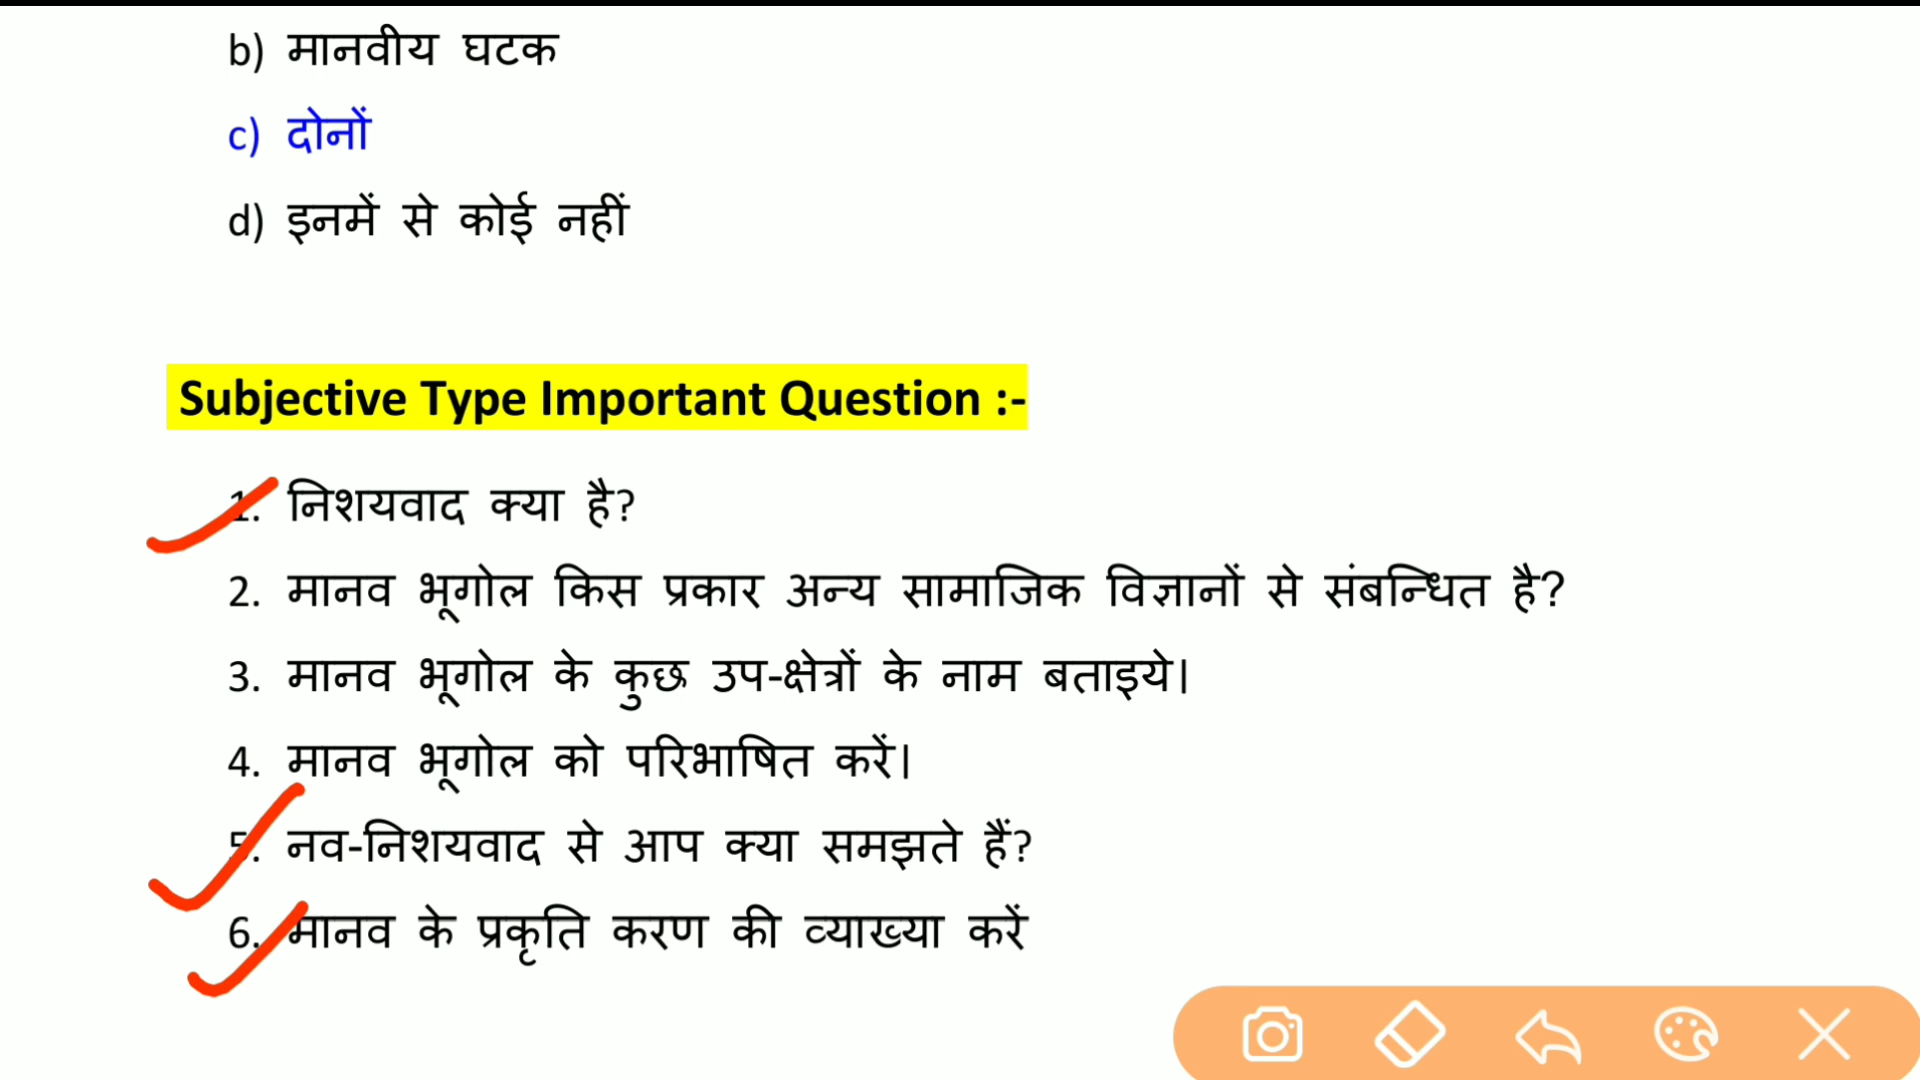 b) मानवीय घटक
c) दोनों
d) इनमें से कोई नहीं
Subjective Type Important Question :-
1. निशयवाद क्या है?
2. मानव भूगोल किस प्रकार अन्य सामाजिक विज्ञानों से संबन्धित है?
3. मानव भूगोल के कुछ उप-क्षेत्रों के नाम बताइये।
4. मानव भूगोल को परिभाषित करें।
5. नव-निशयवाद से आप क्या समझते हैं?
6. मानव के प्रकृति करण की व्याख्या करें